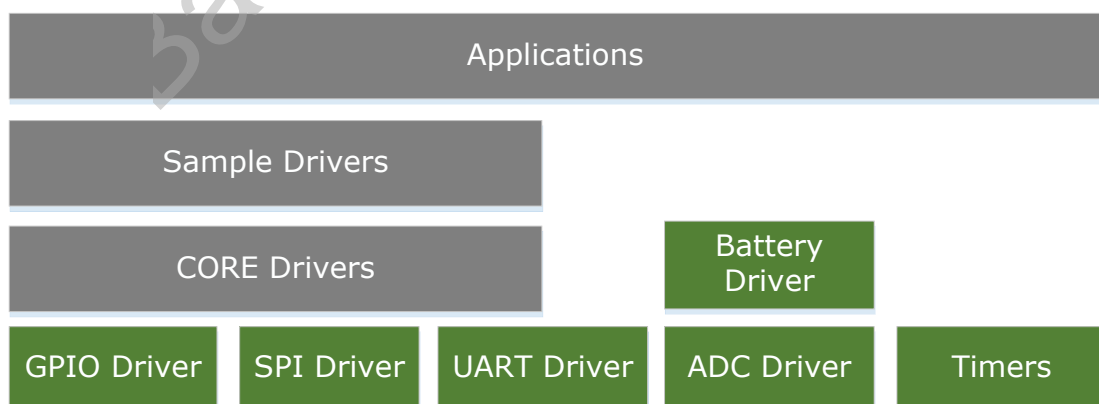 Applications
Sample Drivers
CORE Drivers
Battery
Driver
GPIO Driver
SPI Driver
UART Driver
ADC Driver
Timers